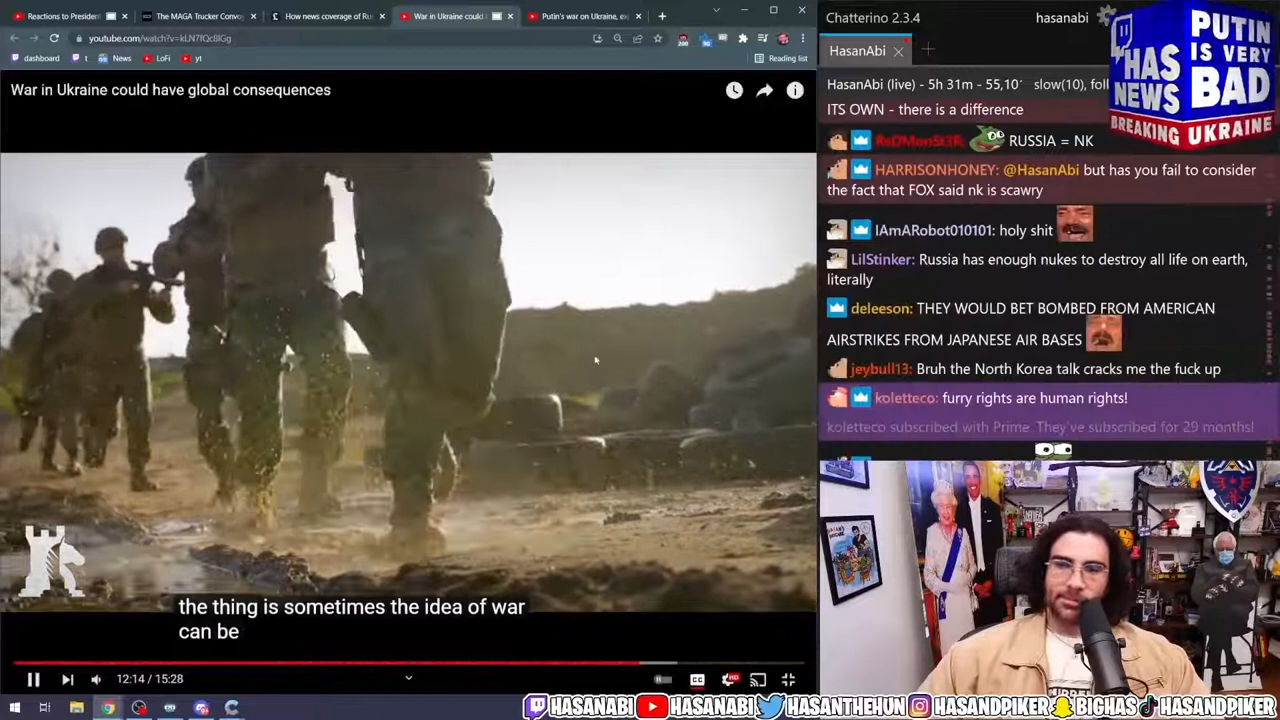 Reactions to President
The MAGA Trucker Convoy
How news coverage of Rus
War in Ukraine could
Putin's war on Ukraine, ex
youtube.com/watch?v=
dashboard
t
News
LoFi
yt
Reading list
War in Ukraine could have global consequences
the thing is sometimes the idea of war
can be
12:14 / 15:28
CC
HD
Chatterino 2.3.4
hasanabi
HasanAbi
HasanAbi (live) - 5h 31m - 55,10
slow(10), foll
ITS OWN - there is a difference
RUSSIA = NK
HARRISONHONEY: @HasanAbi but has you fail to consider
the fact that FOX said nk is scawry
IAmARobot010101: holy shit
LilStinker: Russia has enough nukes to destroy all life on earth,
literally
deleeson: THEY WOULD BET BOMBED FROM AMERICAN
AIRSTRIKES FROM JAPANESE AIR BASES
jeybull13: Bruh the North Korea talk cracks me the fuck up
koletteco: furry rights are human rights!
koletteco subscribed with Prime. They've subscribed for 29 months!
HAS
NEWS
PUTIN
IS VERY
BAD
BREAKING UKRAINE
HASANABI
HASANABI
HASANTHEHUN
HASANDPIKER
BIGHAS
HASANDPIKER